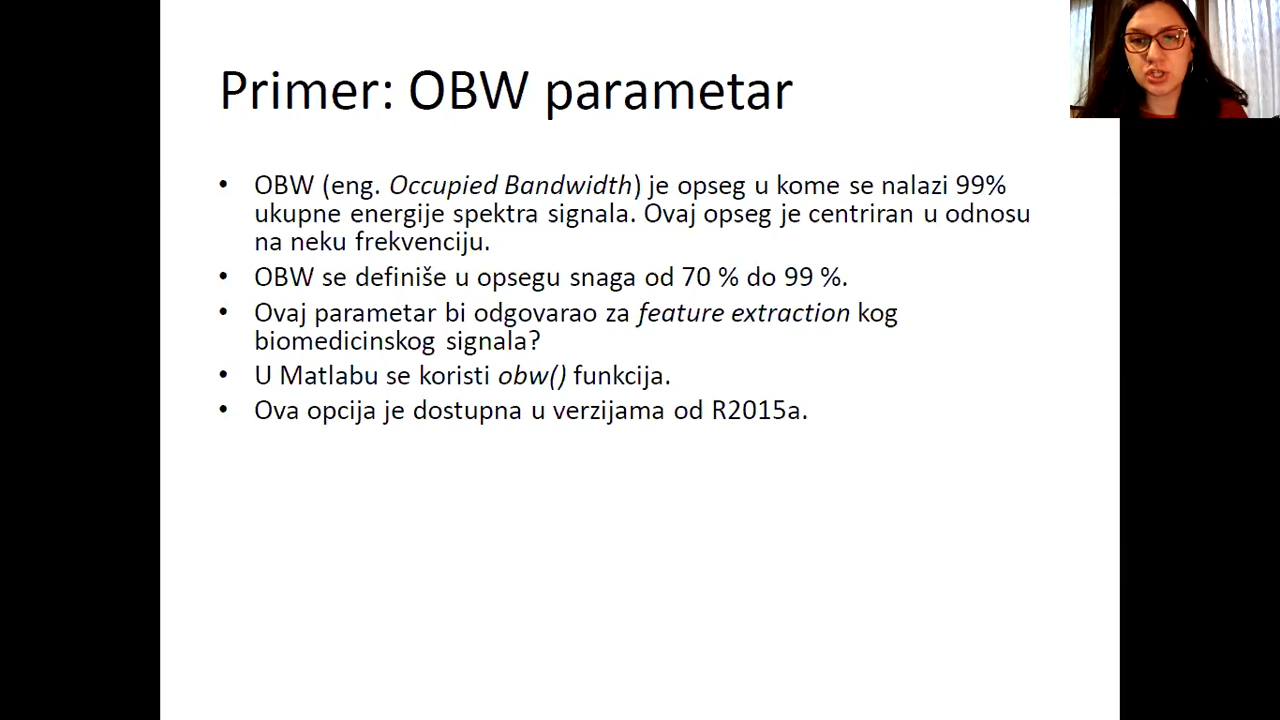 Primer: OBW parametar
• OBW (eng. Occupied Bandwidth) je opseg u kome se nalazi 99%
ukupne energije spektra signala. Ovaj opseg je centriran u odnosu
na neku frekvenciju.
• OBW se definiše u opsegu snaga od 70 % do 99 %.
• Ovaj parametar bi odgovarao za feature extraction kog
biomedicinskog signala?
• U Matlabu se koristi obw() funkcija.
• Ova opcija je dostupna u verzijama od R2015a.